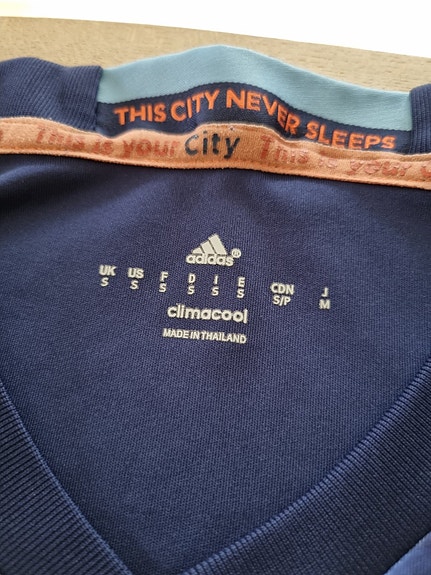 THIS CITY NEVER SLEEPS
This is your City This is your
adidas®
UK US F D I E CDN J
S S S S S S S/P M
climacool
MADE IN THAILAND